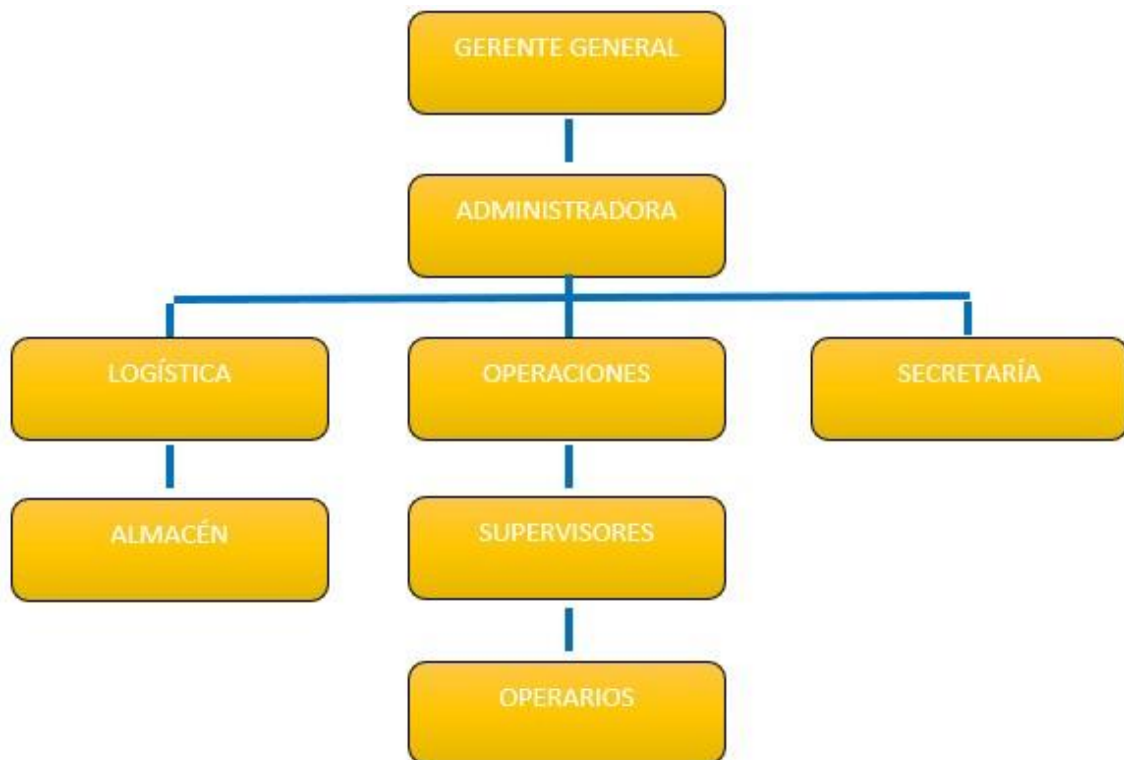 GERENTE GENERAL
ADMINISTRADORA
LOGÍSTICA
OPERACIONES
SECRETARÍA
ALMACÉN
SUPERVISORES
OPERARIOS